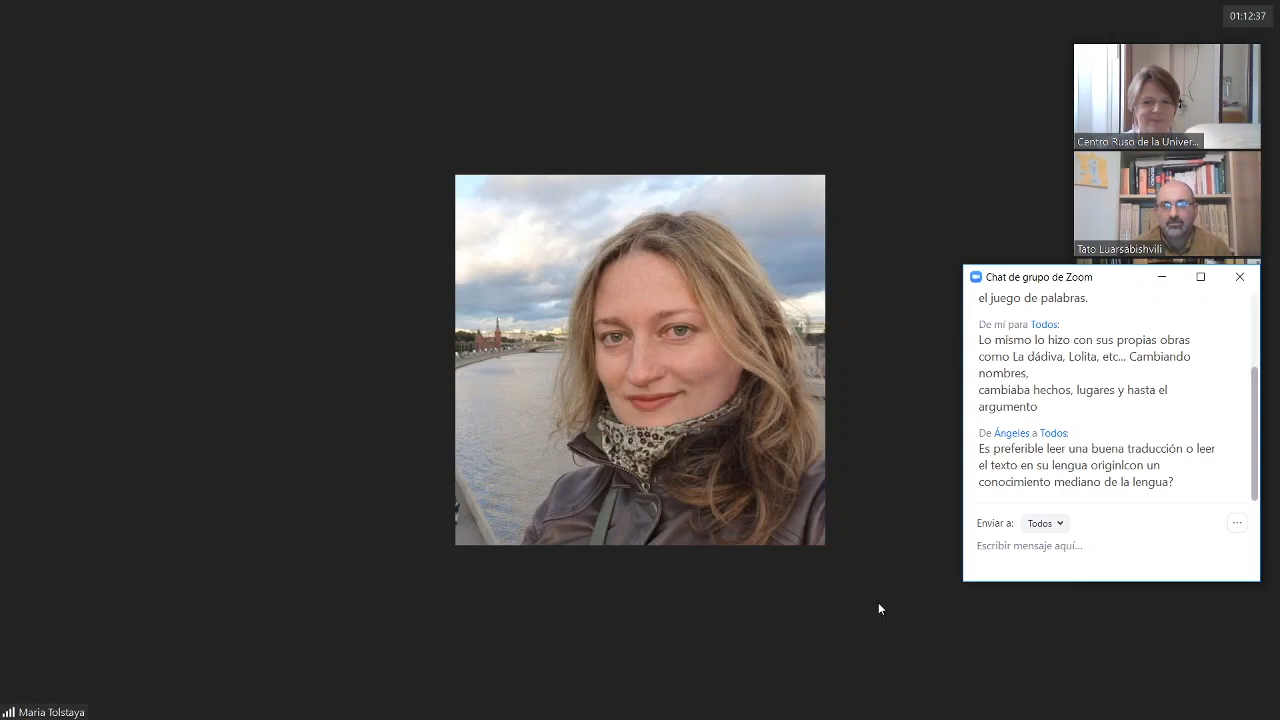 01:12:37
Centro Ruso de la Univer...
Tato Luarsabishvili
Chat de grupo de Zoom
el juego de palabras.
De mí para Todos:
Lo mismo lo hizo con sus propias obras
como La dádiva, Lolita, etc... Cambiando
nombres,
cambiaba hechos, lugares y hasta el
argumento
De Ángeles a Todos:
Es preferible leer una buena traducción o leer
el texto en su lengua originlcon un
conocimiento mediano de la lengua?
Enviar a: Todos
Escribir mensaje aquí...
Maria Tolstaya